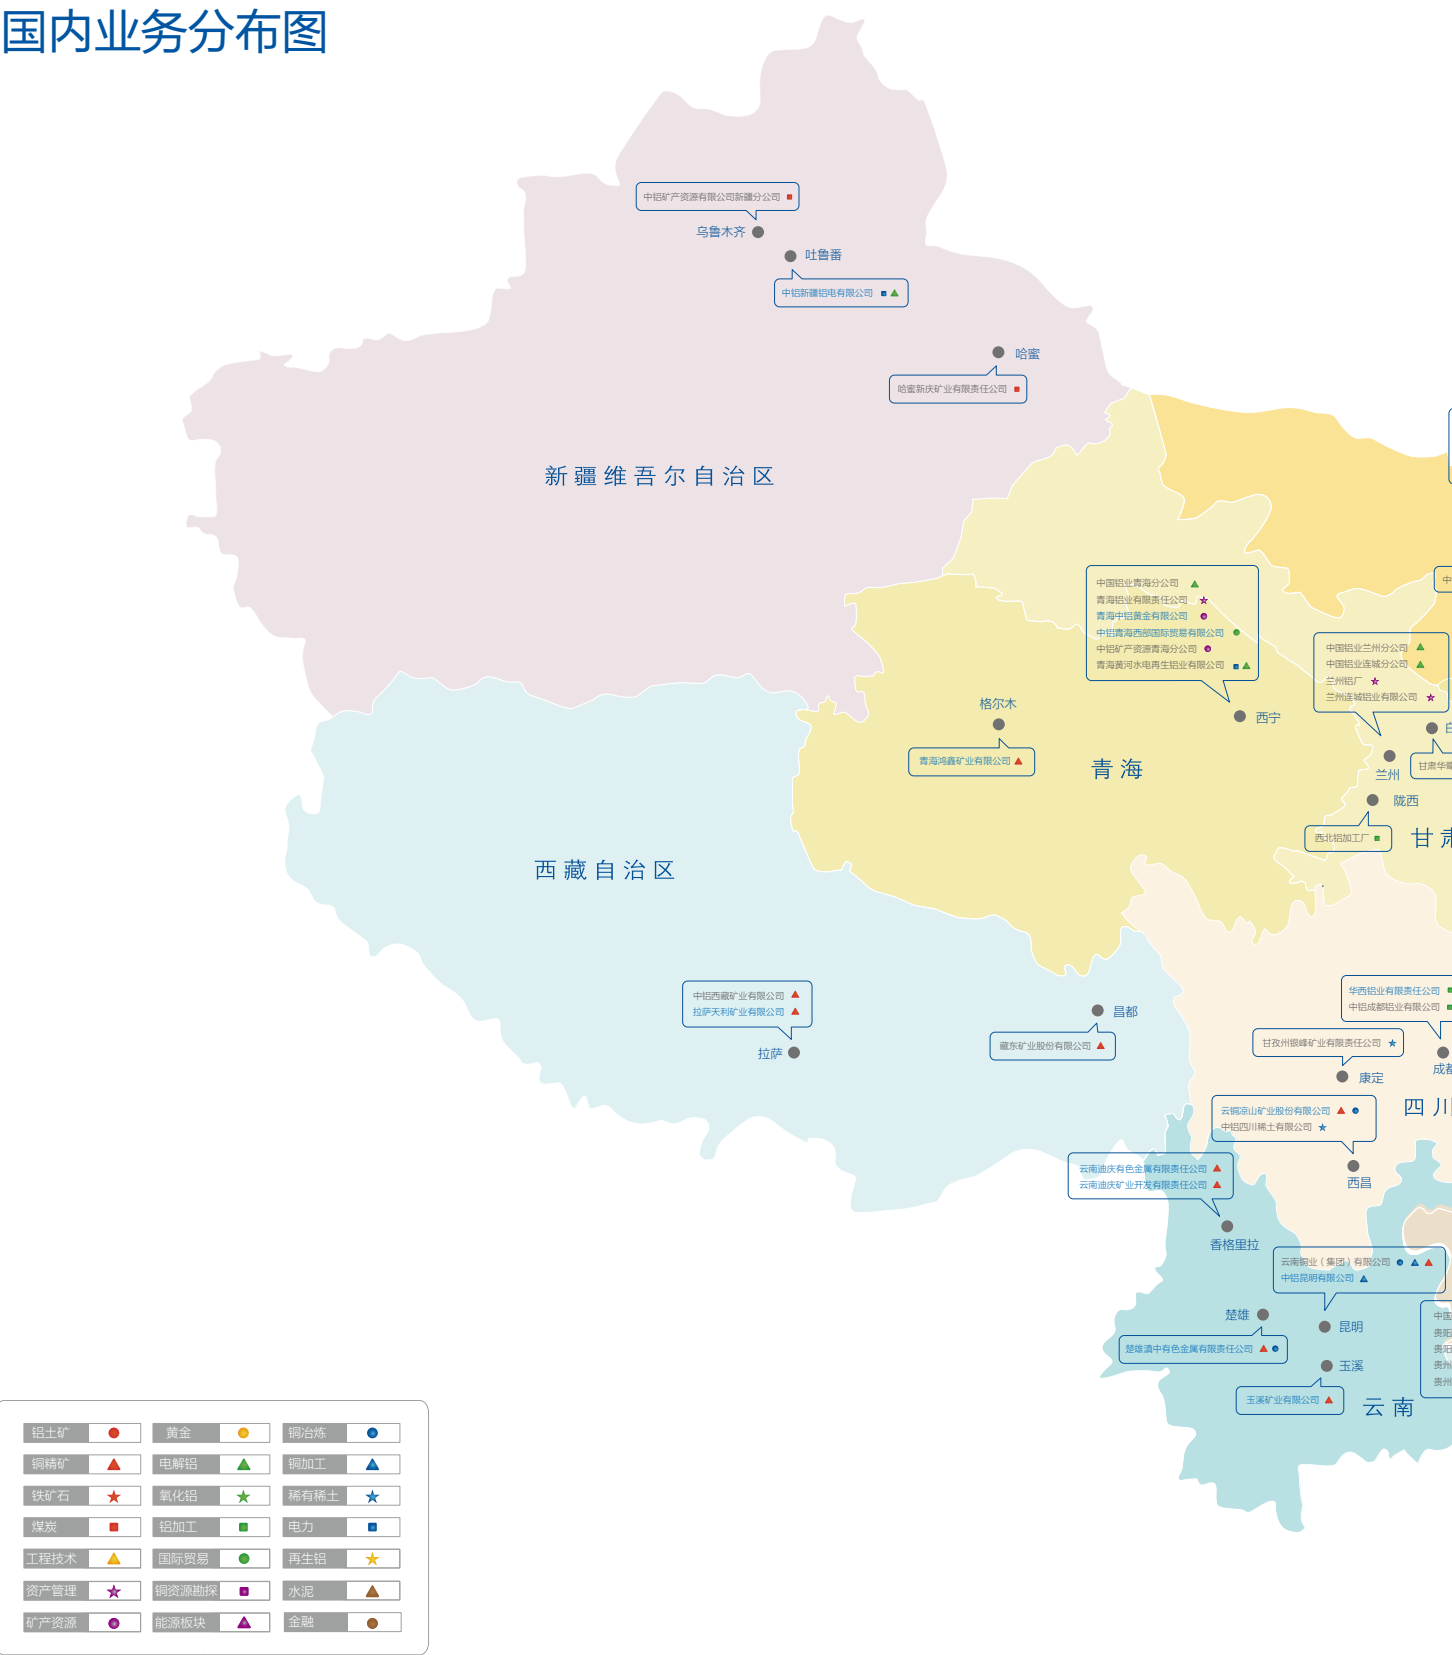 国内业务分布图
中铝矿产资源有限公司新疆分公司
乌鲁木齐
吐鲁番
中铝新疆铝电有限公司
哈蜜
哈蜜新庆矿业有限责任公司
新疆维吾尔自治区
中国铝业青海分公司
青海铝业有限责任公司
青海中铝黄金有限公司
中铝青海西部国际贸易有限公司
中铝矿产资源青海分公司
青海黄河水电再生铝业有限公司
西宁
格尔木
青海鸿鑫矿业有限公司
青海
中
中国铝业兰州分公司
中国铝业连城分公司
兰州铝厂
兰州连城铝业有限公司
兰州
甘肃华
陇西
西北铝加工厂
甘肃
西藏自治区
中铝西藏矿业有限公司
拉萨天利矿业有限公司
拉萨
昌都
藏东矿业股份有限公司
华西铝业有限责任公司
中铝成都铝业有限公司
成都
甘孜州银峰矿业有限责任公司
康定
四川
云铜凉山矿业股份有限公司
中铝四川稀土有限公司
西昌
云南迪庆有色金属有限责任公司
云南迪庆矿业开发有限责任公司
香格里拉
云南铜业（集团）有限公司
中铝昆明有限公司
昆明
楚雄
楚雄滇中有色金属有限责任公司
玉溪
玉溪矿业有限公司
云南
中国
贵阳
贵阳
贵州
贵州
铝土矿 黄金 铜冶炼
铜精矿 电解铝 铜加工
铁矿石 氧化铝 稀有稀土
煤炭 铝加工 电力
工程技术 国际贸易 再生铝
资产管理 铜资源勘探 水泥
矿产资源 能源板块 金融